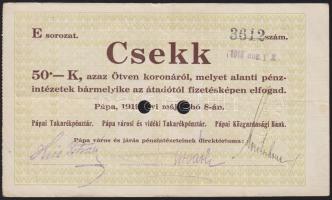 E sorozat. 3612 szám.
Csekk
50·— K, azaz Ötven koronáról, melyet alanti pénz-
intézetek bármelyike az átaiótól fizetésképen elfogad.
Pápa, 1919 évi május hó 8-án.
Pápai Takarékpénztár. Pápai városi és vidéki Takarékpénztár. Pápai Közgazdasági Bank.
Pápa város és járás pénzintézeteinek direktóriuma: